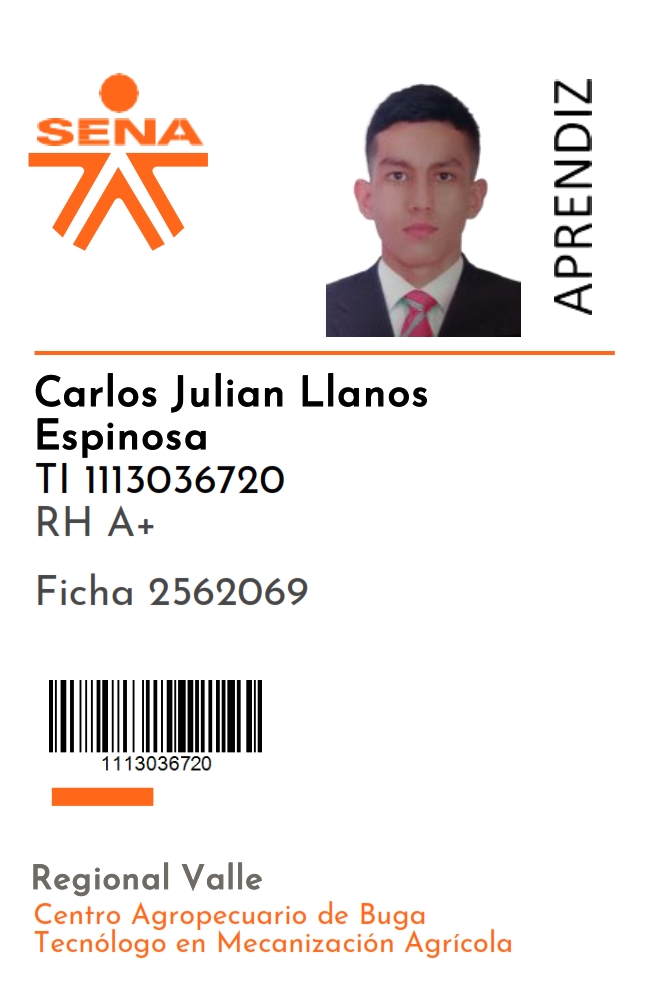 SENA
APRENDIZ
Carlos Julian Llanos
Espinosa
TI 1113036720
RH A+
Ficha 2562069
1113036720
Regional Valle
Centro Agropecuario de Buga
Tecnólogo en Mecanización Agrícola